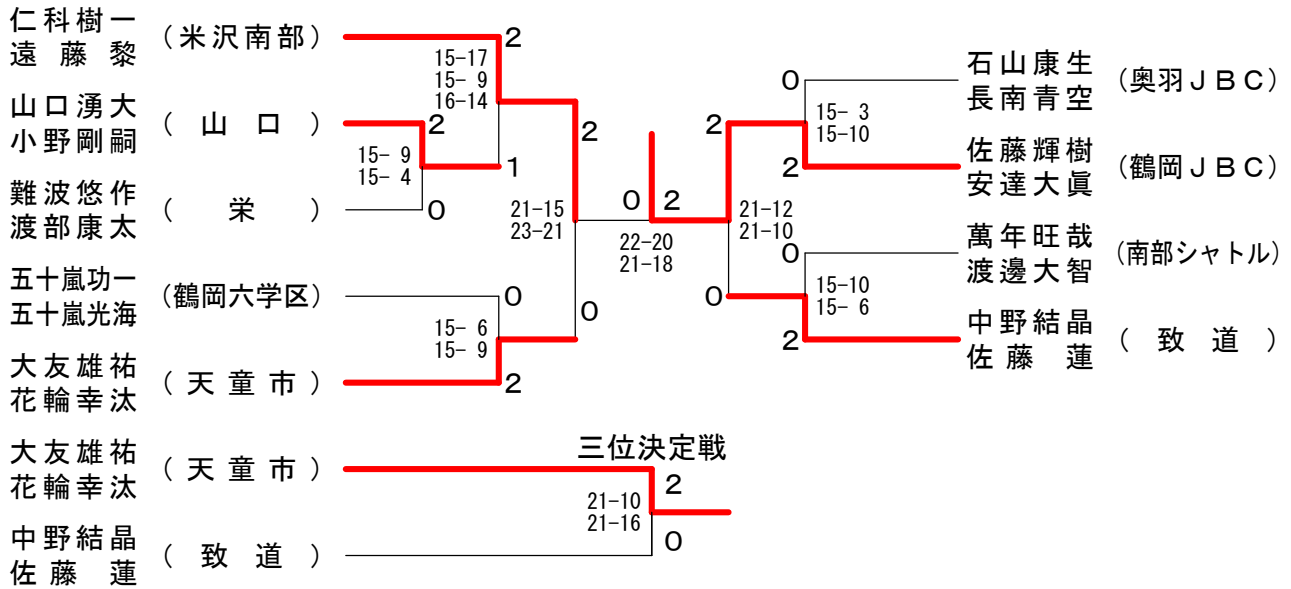 仁科樹一
遠藤黎
(米沢南部)
2
15-17
15- 9
16-14
山口湧大
小野剛嗣
(山口)
2
15- 9
15- 4
1
難波悠作
渡部康太
(栄)
0
2
21-15
23-21
五十嵐功一
五十嵐光海
(鶴岡六学区)
0
15- 6
15- 9
0
大友雄祐
花輪幸汰
(天童市)
2
0
2
22-20
21-18
石山康生
長南青空
(奥羽JBC)
0
15- 3
15-10
2
佐藤輝樹
安達大眞
(鶴岡JBC)
2
21-12
21-10
萬年旺哉
渡邊大智
(南部シャトル)
0
15-10
15- 6
0
中野結晶
佐藤蓮
(致道)
2
三位決定戦
大友雄祐
花輪幸汰
(天童市)
2
21-10
21-16
中野結晶
佐藤蓮
(致道)
0